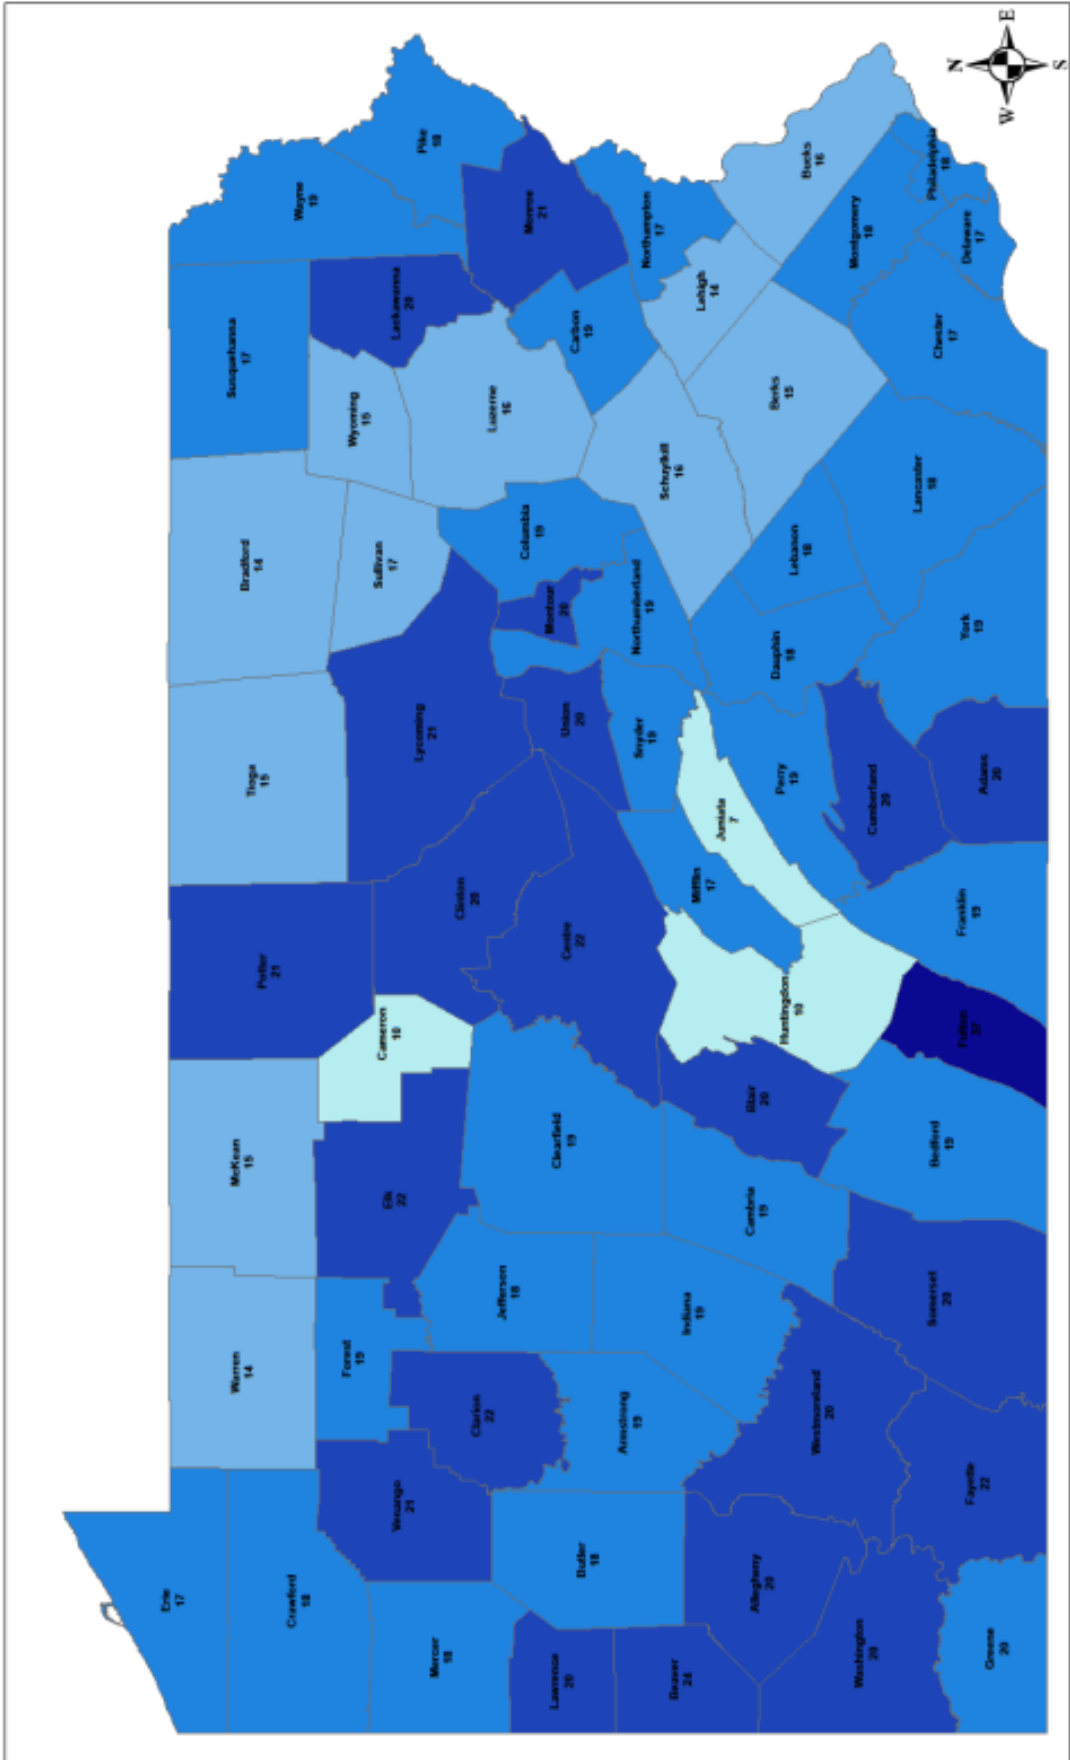 Erie
17
Warren
14
McKean
15
Potter
21
Tioga
15
Bradford
14
Susquehanna
17
Wayne
19
Pike
18
Crawford
18
Forest
19
Cameron
10
Sullivan
17
Wyoming
15
Lackawanna
20
Mercer
18
Venango
21
Elk
22
Lycoming
21
Clarion
22
Jefferson
18
Clinton
20
Columbia
19
Luzerne
16
Monroe
21
Lawrence
20
Butler
18
Clearfield
19
Centre
22
Union
20
Montour
20
Carbon
19
Armstrong
19
Snyder
19
Northumberland
19
Schuylkill
16
Northampton
17
Beaver
24
Indiana
19
Mifflin
17
Juniata
7
Lehigh
14
Allegheny
20
Cambria
19
Blair
20
Huntingdon
10
Perry
19
Dauphin
18
Lebanon
18
Berks
15
Bucks
16
Washington
20
Westmoreland
20
Cumberland
20
Montgomery
18
Somerset
20
Bedford
19
Lancaster
18
Chester
17
Philadelphia
18
Greene
20
Fayette
22
Fulton
37
Franklin
19
Adams
20
York
19
Delaware
17
N
W
E
S